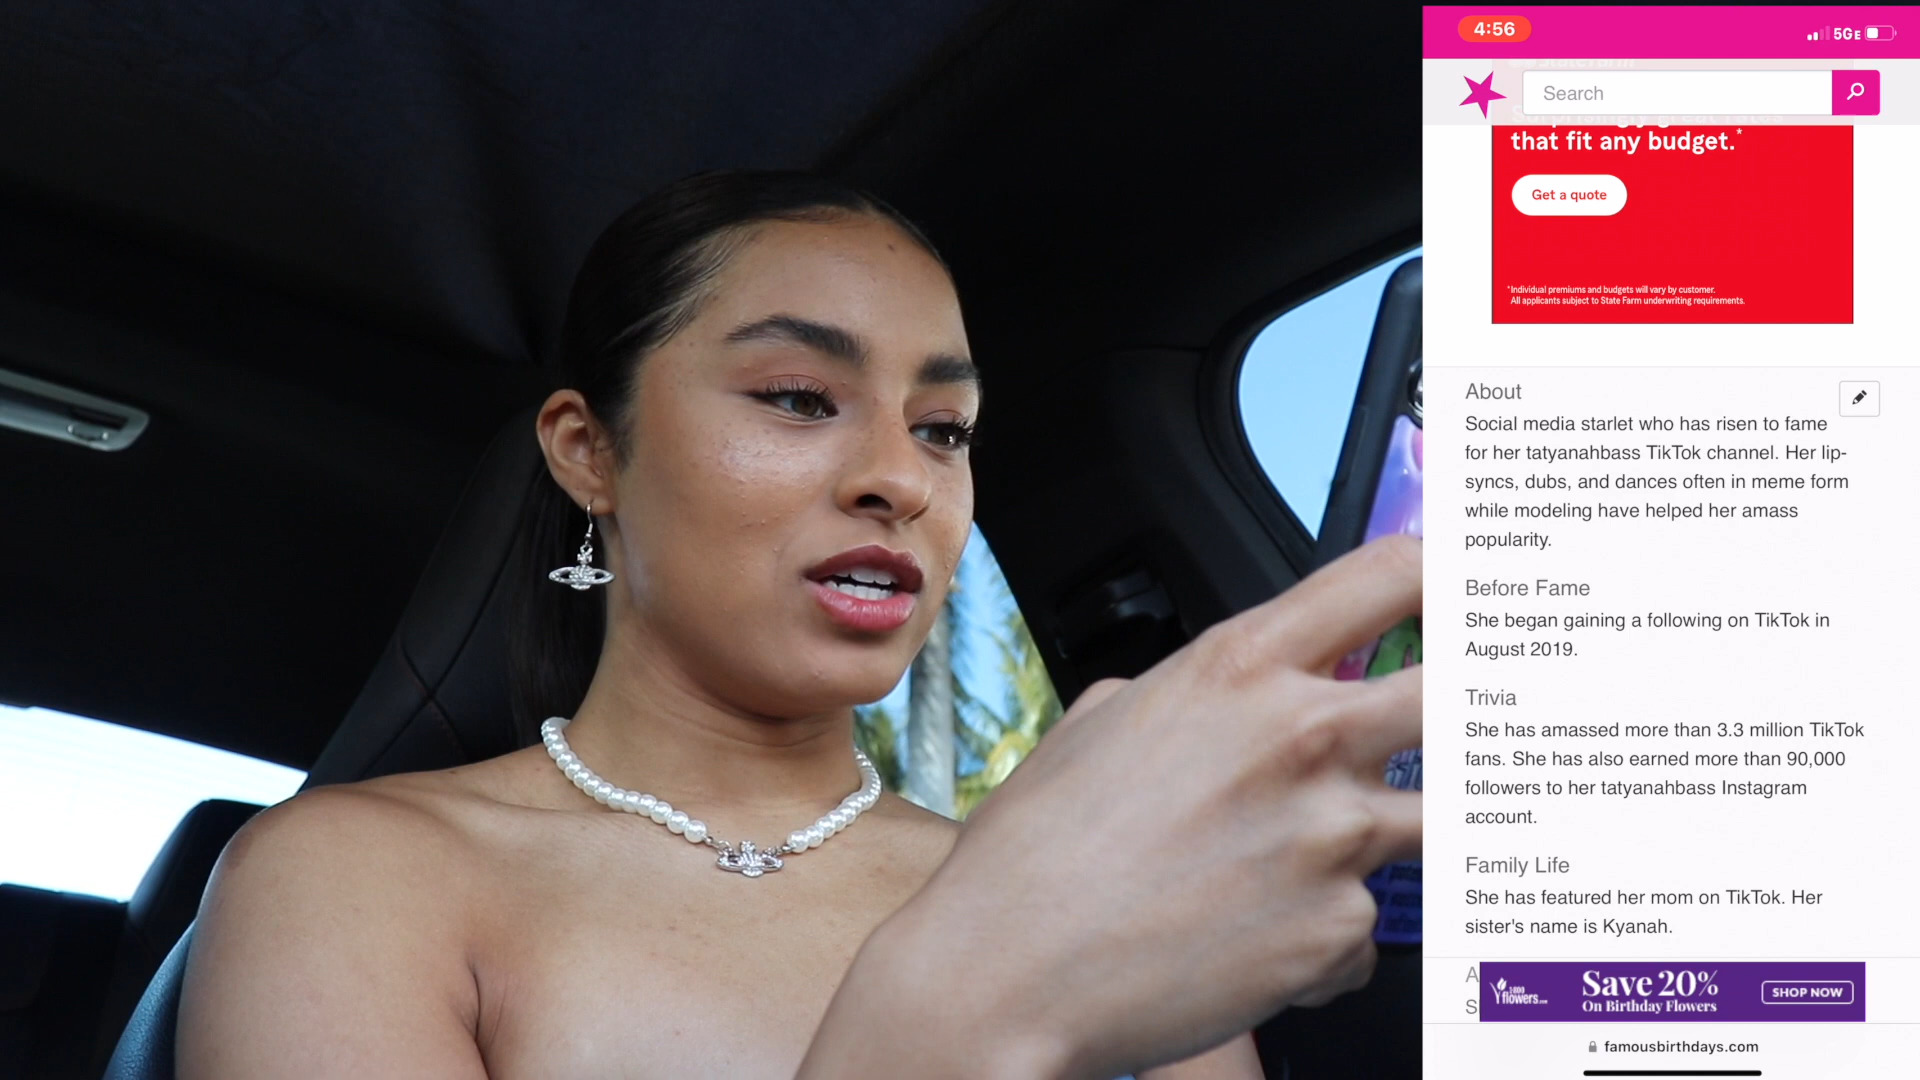 4:56
5GE
Search
that fit any budget.*
Get a quote
*Individual premiums and budgets will vary by customer.
All applicants subject to State Farm underwriting requirements.
About
Social media starlet who has risen to fame
for her tatyanahbass TikTok channel. Her lip-
syncs, dubs, and dances often in meme form
while modeling have helped her amass
popularity.
Before Fame
She began gaining a following on TikTok in
August 2019.
Trivia
She has amassed more than 3.3 million TikTok
fans. She has also earned more than 90,000
followers to her tatyanahbass Instagram
account.
Family Life
She has featured her mom on TikTok. Her
sister's name is Kyanah.
1 800
flowers.com
Save 20%
On Birthday Flowers
SHOP NOW
famousbirthdays.com